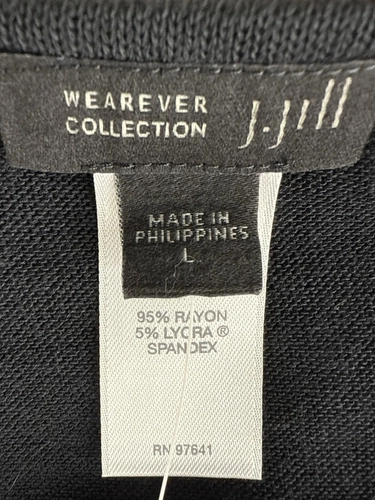 WEAREVER
COLLECTION
J.Jill
MADE IN
PHILIPPINES
L
95% RAYON
5% LYCRA ®
SPANDEX
RN 97641